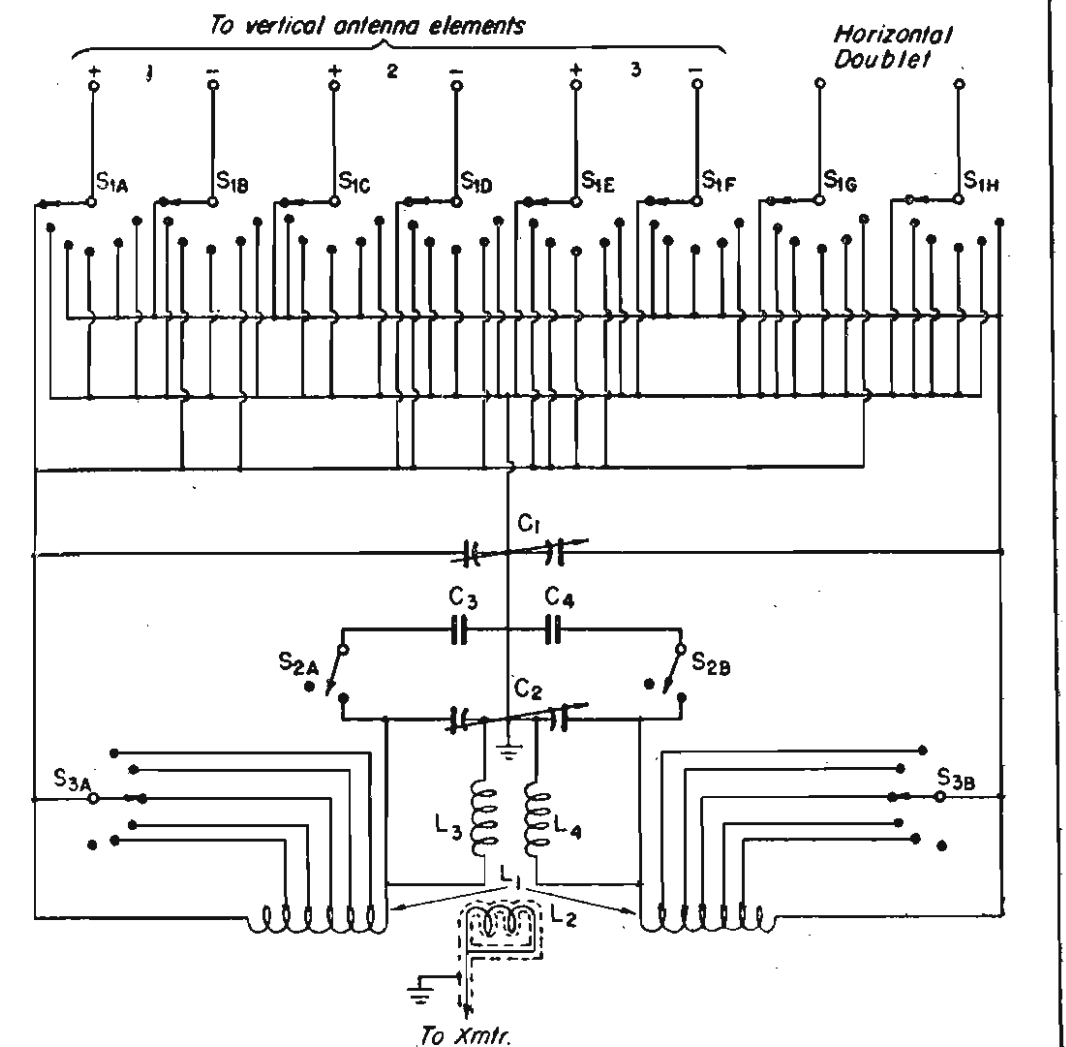 To vertical antenna elements
Horizontal
Doublet
+ 1 - + 2 - + 3 -
S1A S1B S1C S1D S1E S1F S1G S1H
C1
C3 C4
S2A S2B
C2
S3A S3B
L3 L4
L1
L2
To Xmtr.